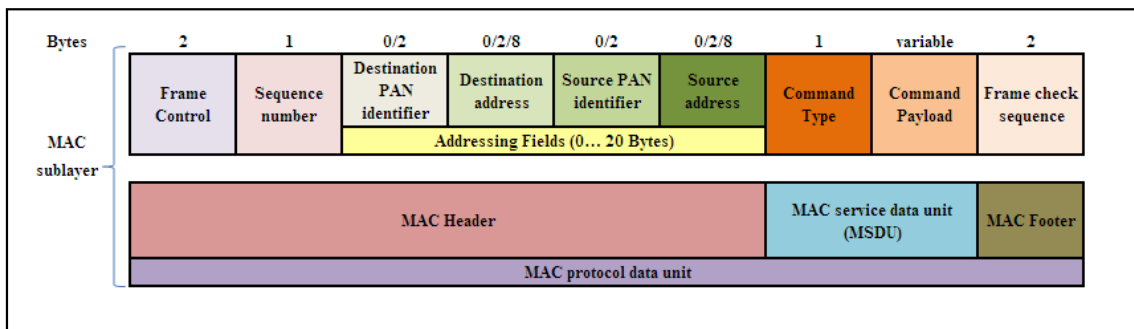 Bytes 2 1 0/2 0/2/8 0/2 0/2/8 1 variable 2
Frame Control
Sequence number
Destination PAN identifier
Destination address
Source PAN identifier
Source address
Command Type
Command Payload
Frame check sequence
Addressing Fields (0… 20 Bytes)
MAC sublayer
MAC Header
MAC service data unit (MSDU)
MAC Footer
MAC protocol data unit